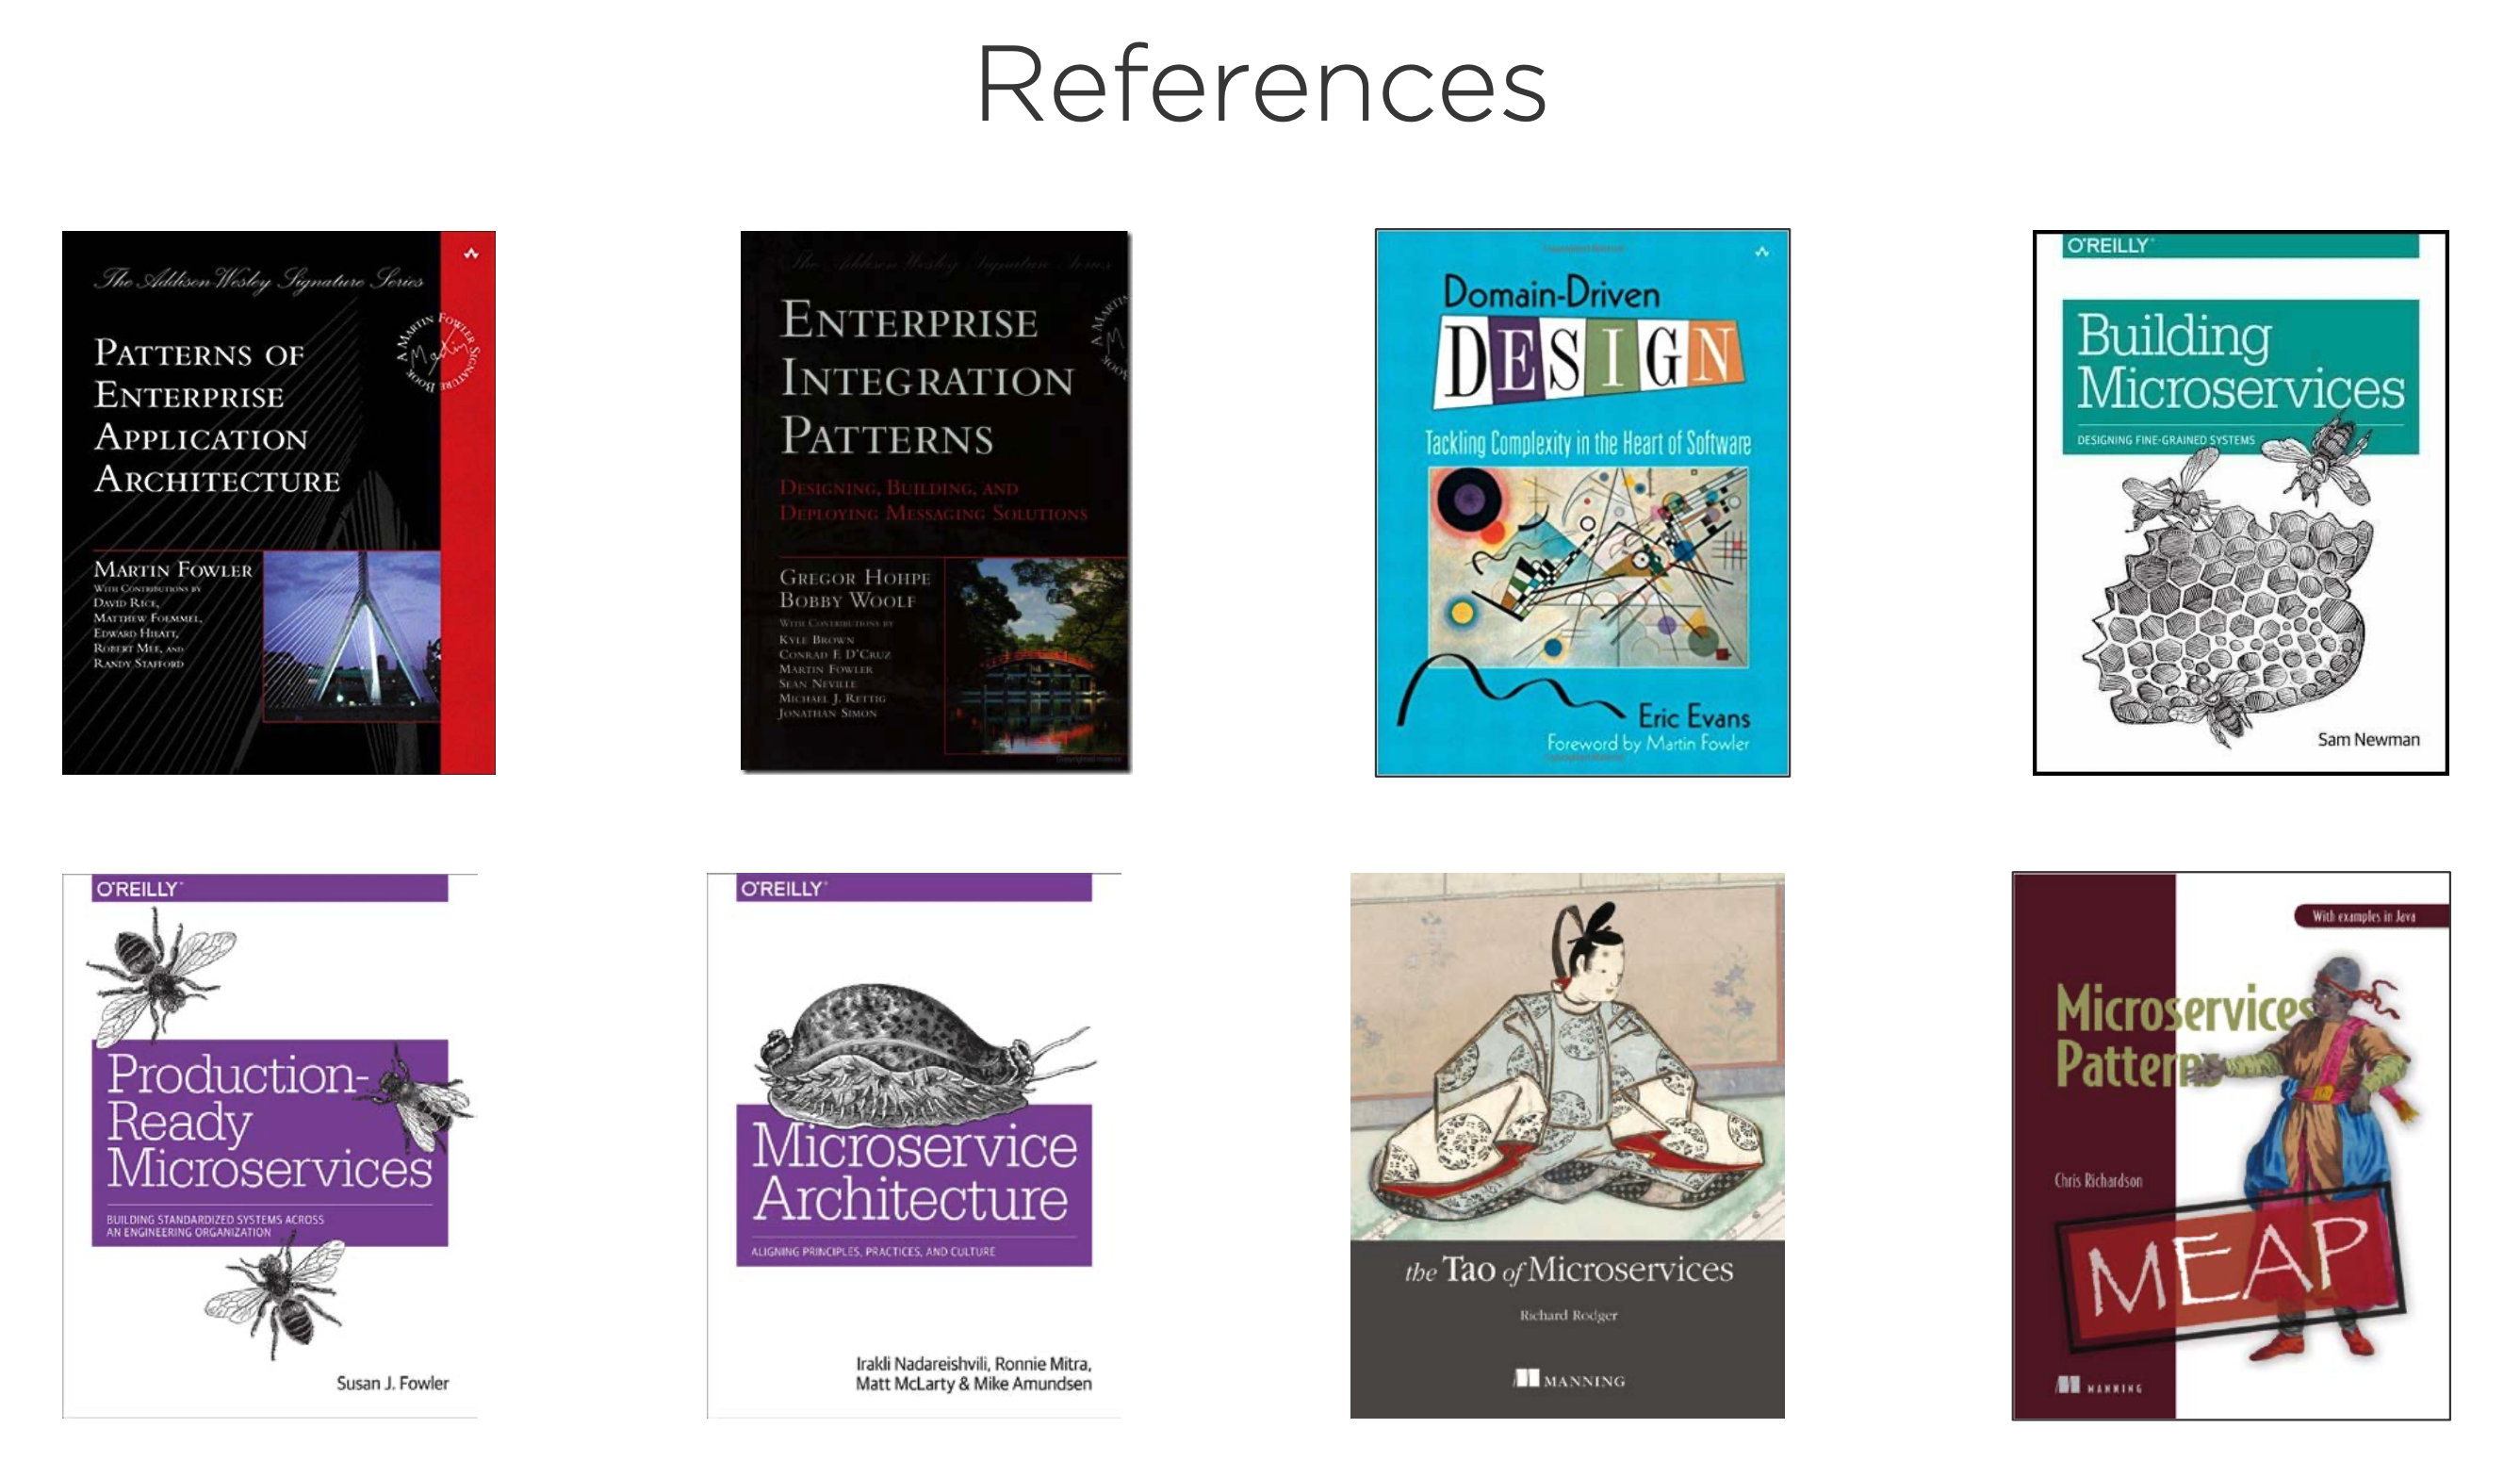 References
The Addison-Wesley Signature Series
A MARTIN FOWLER SIGNATURE BOOK
Martin
PATTERNS OF
ENTERPRISE
APPLICATION
ARCHITECTURE
MARTIN FOWLER
WITH CONTRIBUTIONS BY
DAVID RICE,
MATTHEW FOEMMEL,
EDWARD HIEATT,
ROBERT MEE, AND
RANDY STAFFORD
The Addison Wesley Signature Series
A MARTIN
BOOK
ENTERPRISE
INTEGRATION
PATTERNS
DESIGNING, BUILDING, AND
DEPLOYING MESSAGING SOLUTIONS
GREGOR HOHPE
BOBBY WOOLF
WITH CONTRIBUTIONS BY
KYLE BROWN
CONRAD F. D'CRUZ
MARTIN FOWLER
SEAN NEVILLE
MICHAEL J. RETTIG
JONATHAN SIMON
Domain-Driven
DESIGN
Tackling Complexity in the Heart of Software
Eric Evans
Foreword by Martin Fowler
O'REILLY®
Building
Microservices
DESIGNING FINE-GRAINED SYSTEMS
Sam Newman
O'REILLY®
Production-
Ready
Microservices
BUILDING STANDARDIZED SYSTEMS ACROSS
AN ENGINEERING ORGANIZATION
Susan J. Fowler
O'REILLY®
Microservice
Architecture
ALIGNING PRINCIPLES, PRACTICES, AND CULTURE
Irakli Nadareishvili, Ronnie Mitra,
Matt McLarty & Mike Amundsen
the Tao of Microservices
Richard Rodger
MANNING
With examples in Java
Microservices
Patterns
Chris Richardson
MEAP
MANNING